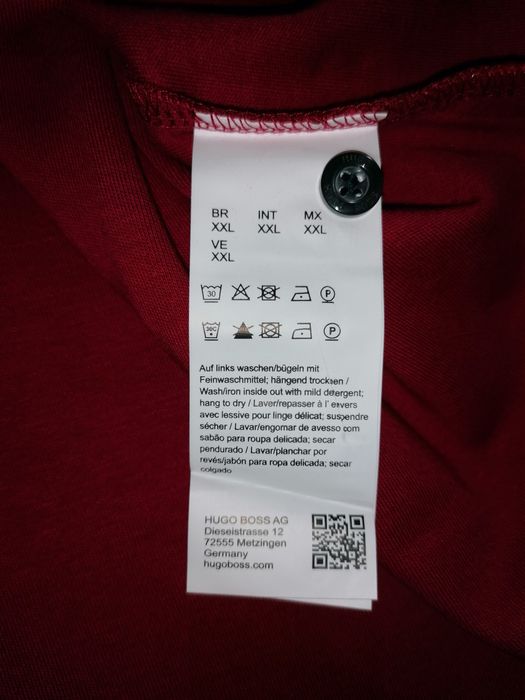 BR INT MX
XXL XXL XXL
VE
XXL
30
30C
P
P
Auf links waschen/bügeln mit
Feinwaschmittel; hängend trocknen /
Wash/iron inside out with mild detergent;
hang to dry / Laver/repasser à l' envers
avec lessive pour linge délicat; suspendre
sécher / Lavar/engomar de avesso com
sabão para roupa delicada; secar
pendurado / Lavar/planchar por
revés/jabón para ropa delicada; secar
colgado
HUGO BOSS AG
Dieselstrasse 12
72555 Metzingen
Germany
hugoboss.com